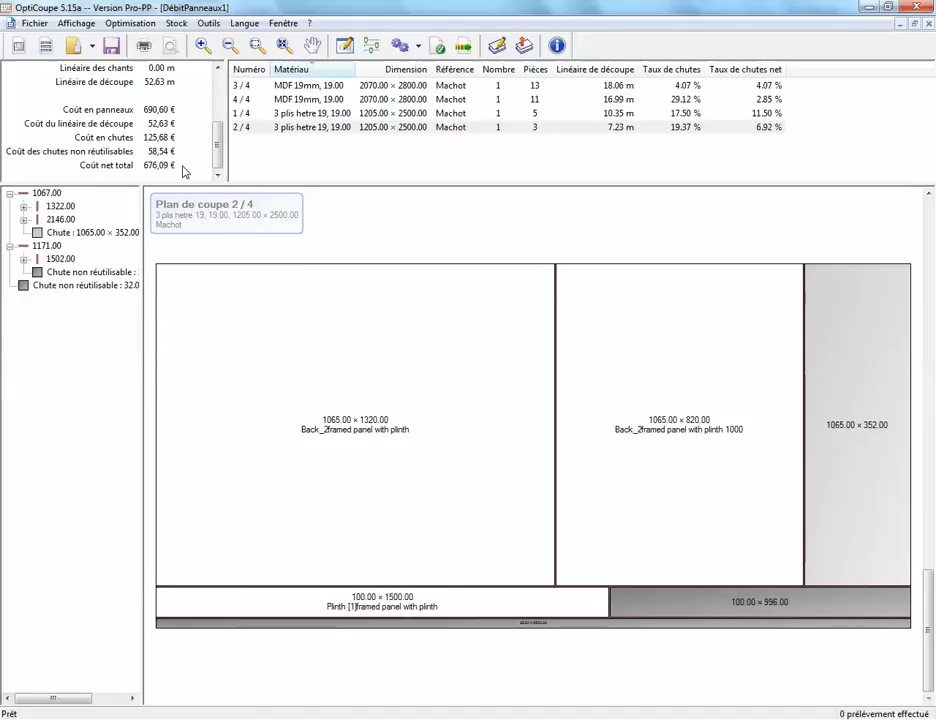 OptiCoupe 5.15a -- Version Pro-PP - [DébitPanneaux1]
Fichier Affichage Optimisation Stock Outils Langue Fenêtre ?
Linéaire des chants 0.00 m
Linéaire de découpe 52.63 m
Coût en panneaux 690,60 €
Coût du linéaire de découpe 52,63 €
Coût en chutes 125,68 €
Coût des chutes non réutilisables 58,54 €
Coût net total 676,09 €
Numéro Matériau Dimension Référence Nombre Pièces Linéaire de découpe Taux de chutes Taux de chutes net
3 / 4 MDF 19mm, 19.00 2070.00 × 2800.00 Machot 1 13 18.06 m 4.07 % 4.07 %
4 / 4 MDF 19mm, 19.00 2070.00 × 2800.00 Machot 1 11 16.99 m 29.12 % 2.85 %
1 / 4 3 plis hetre 19, 19.00 1205.00 × 2500.00 Machot 1 5 10.35 m 17.50 % 11.50 %
2 / 4 3 plis hetre 19, 19.00 1205.00 × 2500.00 Machot 1 3 7.23 m 19.37 % 6.92 %
1067.00
1322.00
2146.00
Chute : 1065.00 × 352.00
1171.00
1502.00
Chute non réutilisable :
Chute non réutilisable : 32.0
Plan de coupe 2 / 4
3 plis hetre 19, 19.00, 1205.00 × 2500.00
Machot
1065.00 × 1320.00
Back_2framed panel with plinth
1065.00 × 820.00
Back_2framed panel with plinth 1000
1065.00 × 352.00
100.00 × 1500.00
Plinth [1]framed panel with plinth
100.00 × 996.00
Prêt
0 prélévement effectué